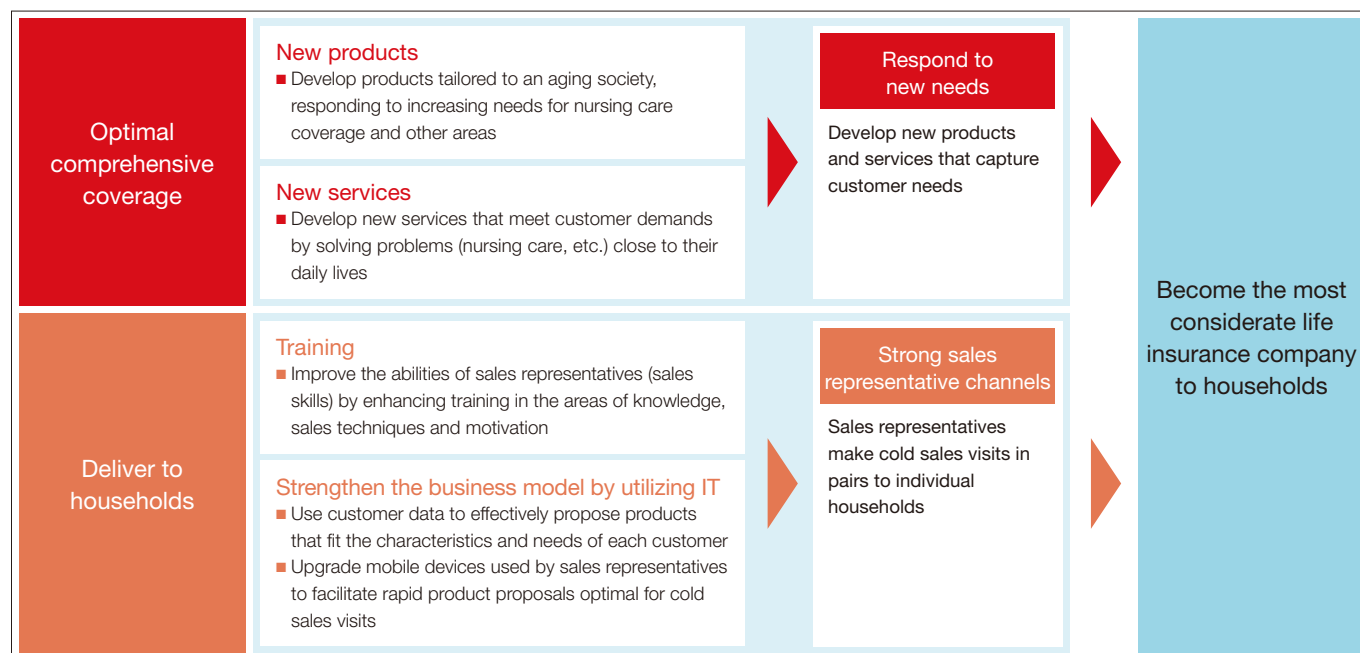 Optimal
comprehensive
coverage
New products
■ Develop products tailored to an aging society,
responding to increasing needs for nursing care
coverage and other areas
New services
■ Develop new services that meet customer demands
by solving problems (nursing care, etc.) close to their
daily lives
Respond to
new needs
Develop new products
and services that capture
customer needs
Deliver to
households
Training
■ Improve the abilities of sales representatives (sales
skills) by enhancing training in the areas of knowledge,
sales techniques and motivation
Strengthen the business model by utilizing IT
■ Use customer data to effectively propose products
that fit the characteristics and needs of each customer
■ Upgrade mobile devices used by sales representatives
to facilitate rapid product proposals optimal for cold
sales visits
Strong sales
representative channels
Sales representatives
make cold sales visits in
pairs to individual
households
Become the most
considerate life
insurance company
to households